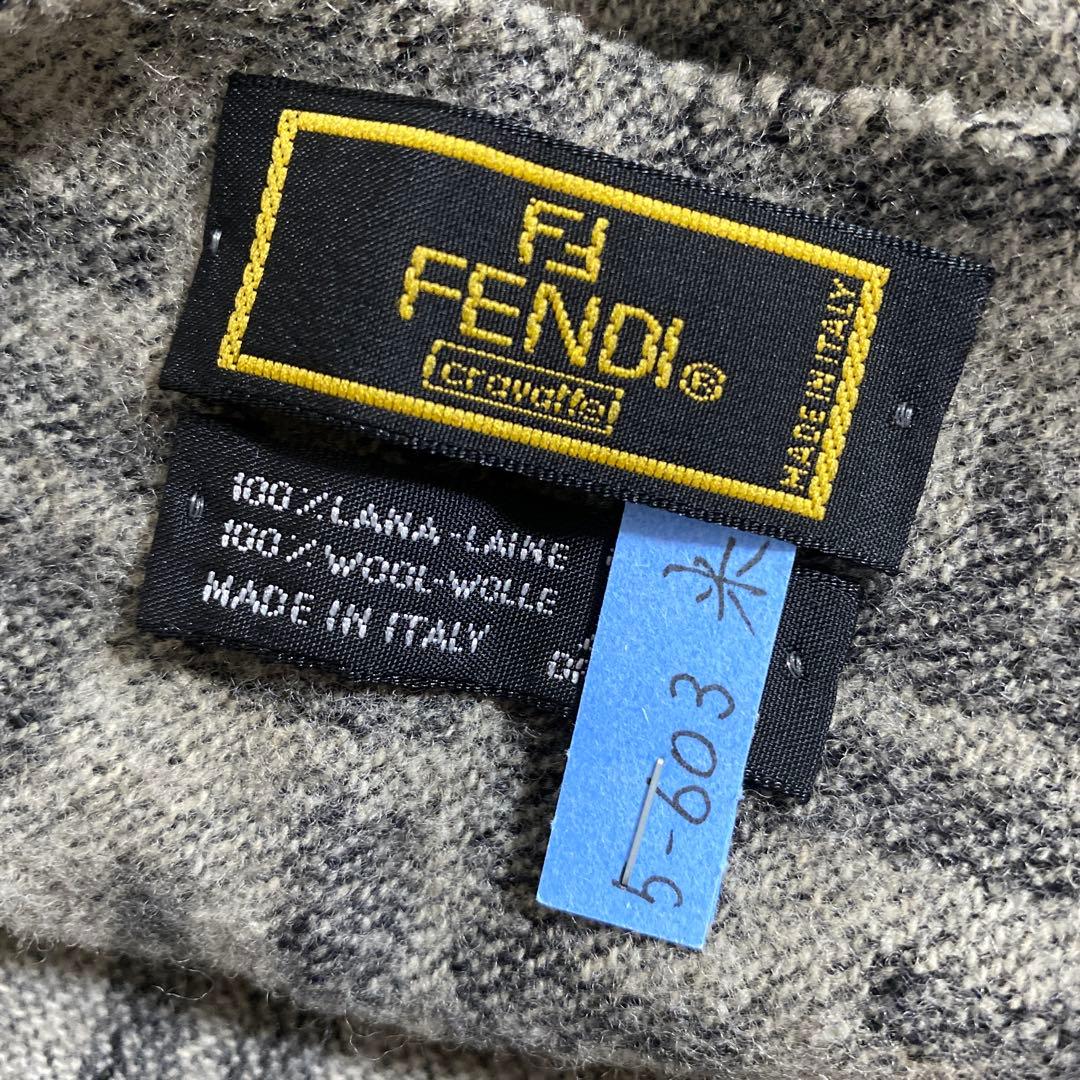 FF
FENDI®
cravatte
MADE IN ITALY
100%LANA-LAINE
100%WOOL-WOLLE
MADE IN ITALY
米
5-603